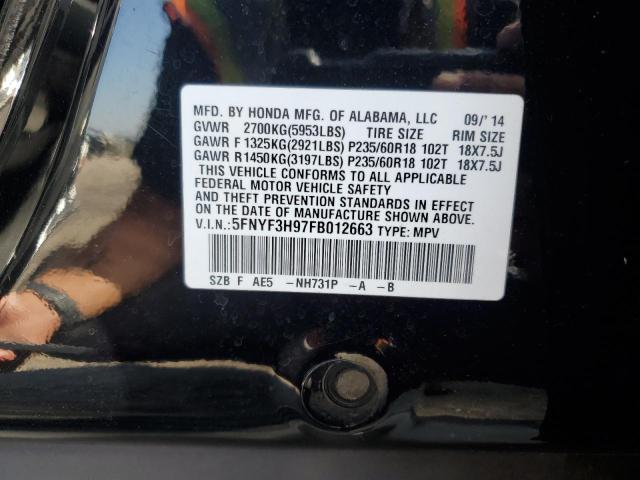 MFD. BY HONDA MFG. OF ALABAMA, LLC 09/'14
GVWR 2700KG(5953LBS) TIRE SIZE RIM SIZE
GAWR F 1325KG(2921LBS) P235/60R18 102T 18X7.5J
GAWR R 1450KG(3197LBS) P235/60R18 102T 18X7.5J
THIS VEHICLE CONFORMS TO ALL APPLICABLE
FEDERAL MOTOR VEHICLE SAFETY
AND THEFT PREVENTION STANDARDS IN EFFECT
ON THE DATE OF MANUFACTURE SHOWN ABOVE.
V.I.N.:5FNYF3H97FB012663 TYPE: MPV
SZB F AE5 -NH731P -A -B